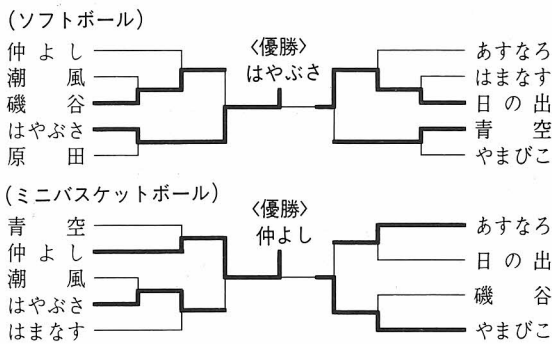 (ソフトボール)
仲よし
潮風
磯谷
はやぶさ
原田
〈優勝〉
はやぶさ
あすなろ
はまなす
日の出
青空
やまびこ
(ミニバスケットボール)
青空
仲よし
潮風
はやぶさ
はまなす
〈優勝〉
仲よし
あすなろ
日の出
磯谷
やまびこ